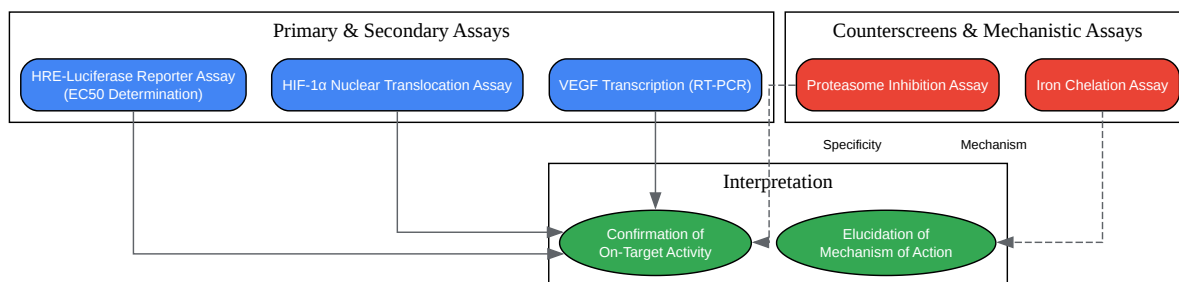 Primary & Secondary Assays
Counterscreens & Mechanistic Assays
HRE-Luciferase Reporter Assay
(EC50 Determination)
HIF-1α Nuclear Translocation Assay
VEGF Transcription (RT-PCR)
Proteasome Inhibition Assay
Iron Chelation Assay
Specificity
Mechanism
Interpretation
Confirmation of
On-Target Activity
Elucidation of
Mechanism of Action